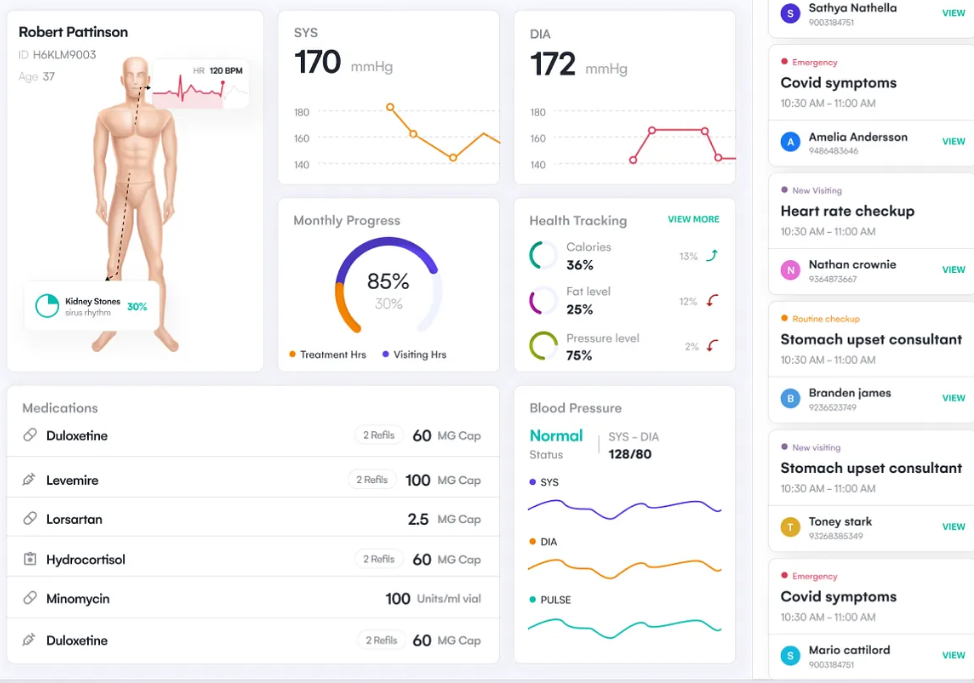 Robert Pattinson
ID H6KLM9003
Age 37
HR 120 BPM
Kidney Stones
sirus rhythm
30%
SYS
170 mmHg
180
160
140
DIA
172 mmHg
180
160
140
Monthly Progress
85%
30%
Treatment Hrs
Visiting Hrs
Health Tracking
VIEW MORE
Calories
36%
13%
Fat level
25%
12%
Pressure level
75%
2%
Medications
Duloxetine 2 Refils 60 MG Cap
Levemire 2 Refils 100 MG Cap
Lorsartan 2.5 MG Cap
Hydrocortisol 2 Refils 60 MG Cap
Minomycin 100 Units/ml vial
Duloxetine 2 Refils 60 MG Cap
Blood Pressure
Normal
Status
SYS - DIA
128/80
SYS
DIA
PULSE
S
Sathya Nathella
9003184751
VIEW
Emergency
Covid symptoms
10:30 AM - 11:00 AM
A
Amelia Andersson
9486483646
VIEW
New Visiting
Heart rate checkup
10:30 AM - 11:00 AM
N
Nathan crownie
9364873667
VIEW
Routine checkup
Stomach upset consultant
10:30 AM - 11:00 AM
B
Branden james
9236523749
VIEW
New visiting
Stomach upset consultant
10:30 AM - 11:00 AM
T
Toney stark
93268385349
VIEW
Emergency
Covid symptoms
10:30 AM - 11:00 AM
S
Mario cattilord
9003184751
VIEW